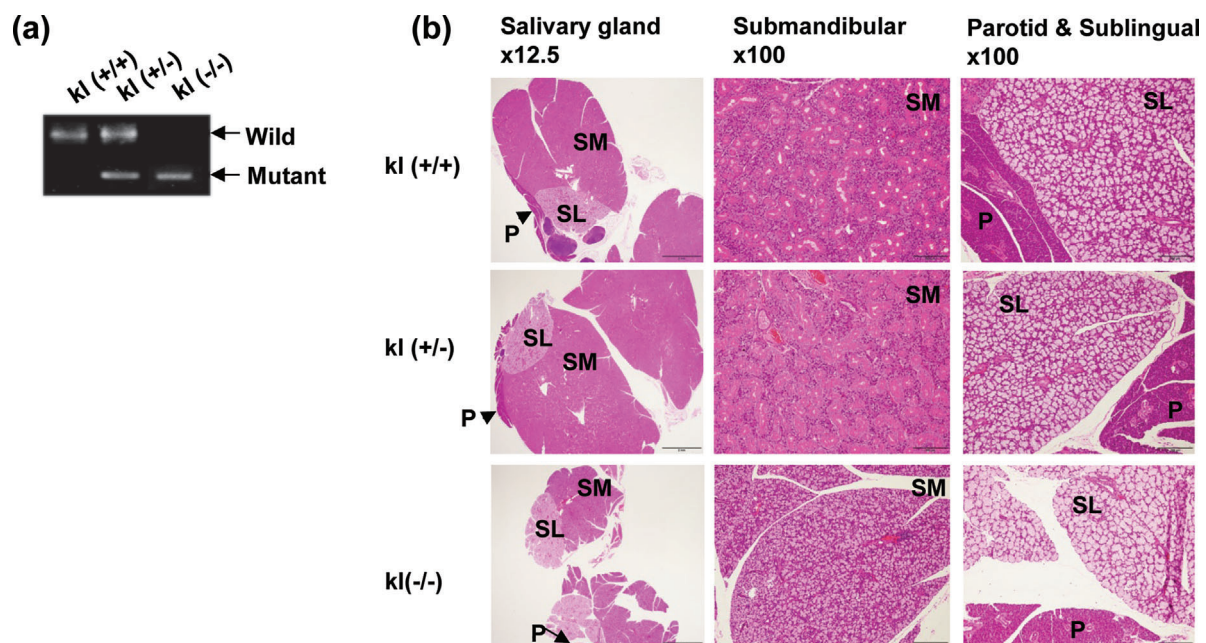 (a)
kl (+/+)
kl (+/-)
kl (-/-)
Wild
Mutant
(b)
Salivary gland
x12.5
Submandibular
x100
Parotid & Sublingual
x100
kl (+/+)
SM
SL
P
SM
SL
P
kl (+/-)
SL
SM
P
SM
SL
P
kl(-/-)
SM
SL
P
SM
SL
P